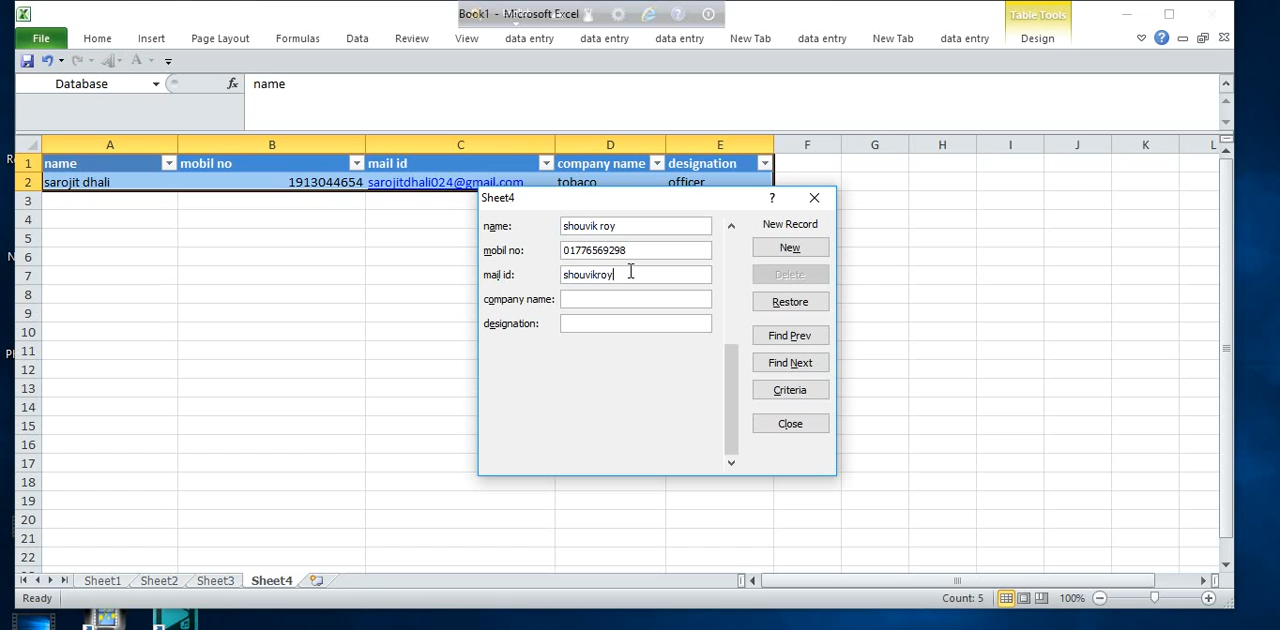 Book1 - Microsoft Excel
Table Tools
File Home Insert Page Layout Formulas Data Review View data entry data entry data entry New Tab data entry New Tab data entry Design
Database fx name
A B C D E F G H I J K L
1 name mobil no mail id company name designation
2 sarojit dhali 1913044654 sarojitdhali024@gmail.com tobaco officer
3
4
5
6
7
8
9
10
11
12
13
14
15
16
17
18
19
20
21
22
Sheet4 ?
name: shouvik roy New Record
mobil no: 01776569298 New
mail id: shouvikroy Delete
company name: Restore
designation:
Find Prev
Find Next
Criteria
Close
Sheet1 Sheet2 Sheet3 Sheet4
Ready Count: 5 100%